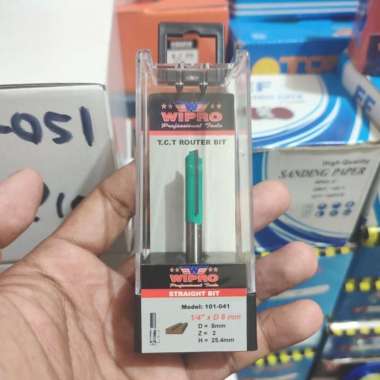 WIPRO
Professional Tools
T.C.T ROUTER BIT
WIPRO
Professional Tools
STRAIGHT BIT
Model: 101-041
1/4" x D 8 mm
D = 8mm
Z = 2
H = 25.4mm
-051
High Quality
SANDING PAPER
EE